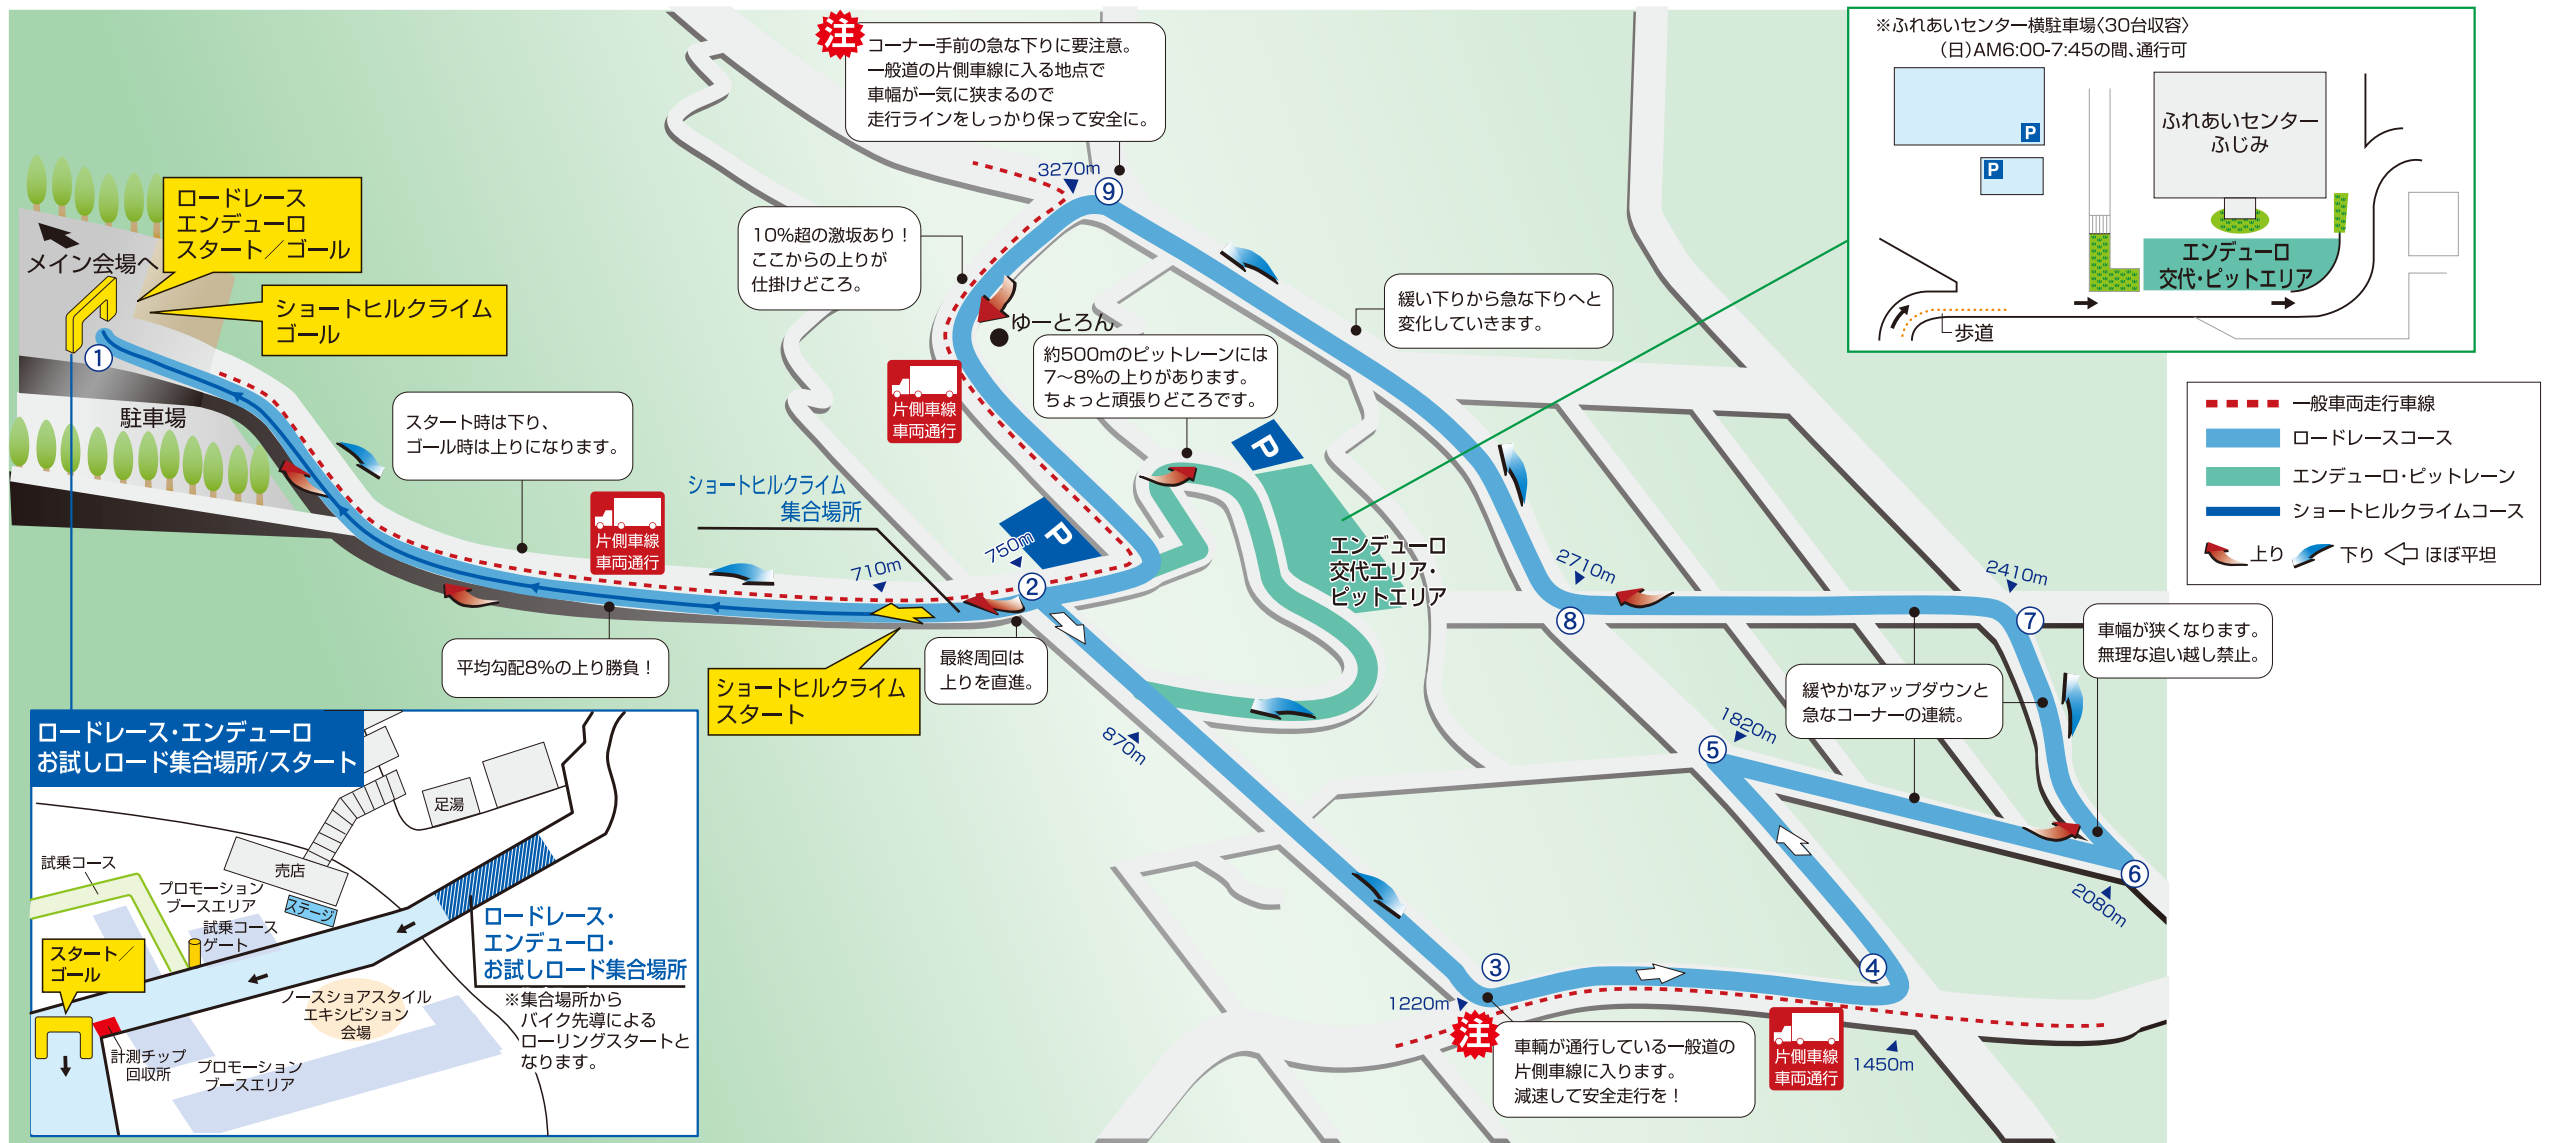 注
コーナー手前の急な下りに要注意。
一般道の片側車線に入る地点で
車幅が一気に狭まるので
走行ラインをしっかり保って安全に。
※ふれあいセンター横駐車場〈30台収容〉
(日)AM6:00-7:45の間、通行可
P
P
ふれあいセンター
ふじみ
エンデューロ
交代・ピットエリア
歩道
ロードレース
エンデューロ
スタート／ゴール
メイン会場へ
ショートヒルクライム
ゴール
①
駐車場
3270m
⑨
10%超の激坂あり！
ここからの上りが
仕掛けどころ。
ゆーとろん
緩い下りから急な下りへと
変化していきます。
約500mのピットレーンには
7〜8%の上りがあります。
ちょっと頑張りどころです。
片側車線
車両通行
スタート時は下り、
ゴール時は上りになります。
一般車両走行車線
ロードレースコース
エンデューロ・ピットレーン
ショートヒルクライムコース
上り
下り
ほぼ平坦
P
ショートヒルクライム
集合場所
片側車線
車両通行
P
750m
710m
②
エンデューロ
交代エリア・
ピットエリア
2710m
⑧
2410m
⑦
車幅が狭くなります。
無理な追い越し禁止。
平均勾配8%の上り勝負！
最終周回は
上りを直進。
ショートヒルクライム
スタート
緩やかなアップダウンと
急なコーナーの連続。
870m
1820m
⑤
⑥
2080m
③
④
1220m
注
車輌が通行している一般道の
片側車線に入ります。
減速して安全走行を！
片側車線
車両通行
1450m
ロードレース・エンデューロ
お試しロード集合場所/スタート
足湯
売店
試乗コース
プロモーション
ブースエリア
ステージ
試乗コース
ゲート
スタート／
ゴール
ロードレース・
エンデューロ・
お試しロード集合場所
※集合場所から
バイク先導による
ローリングスタートと
なります。
ノースショアスタイル
エキシビション
会場
計測チップ
回収所
プロモーション
ブースエリア